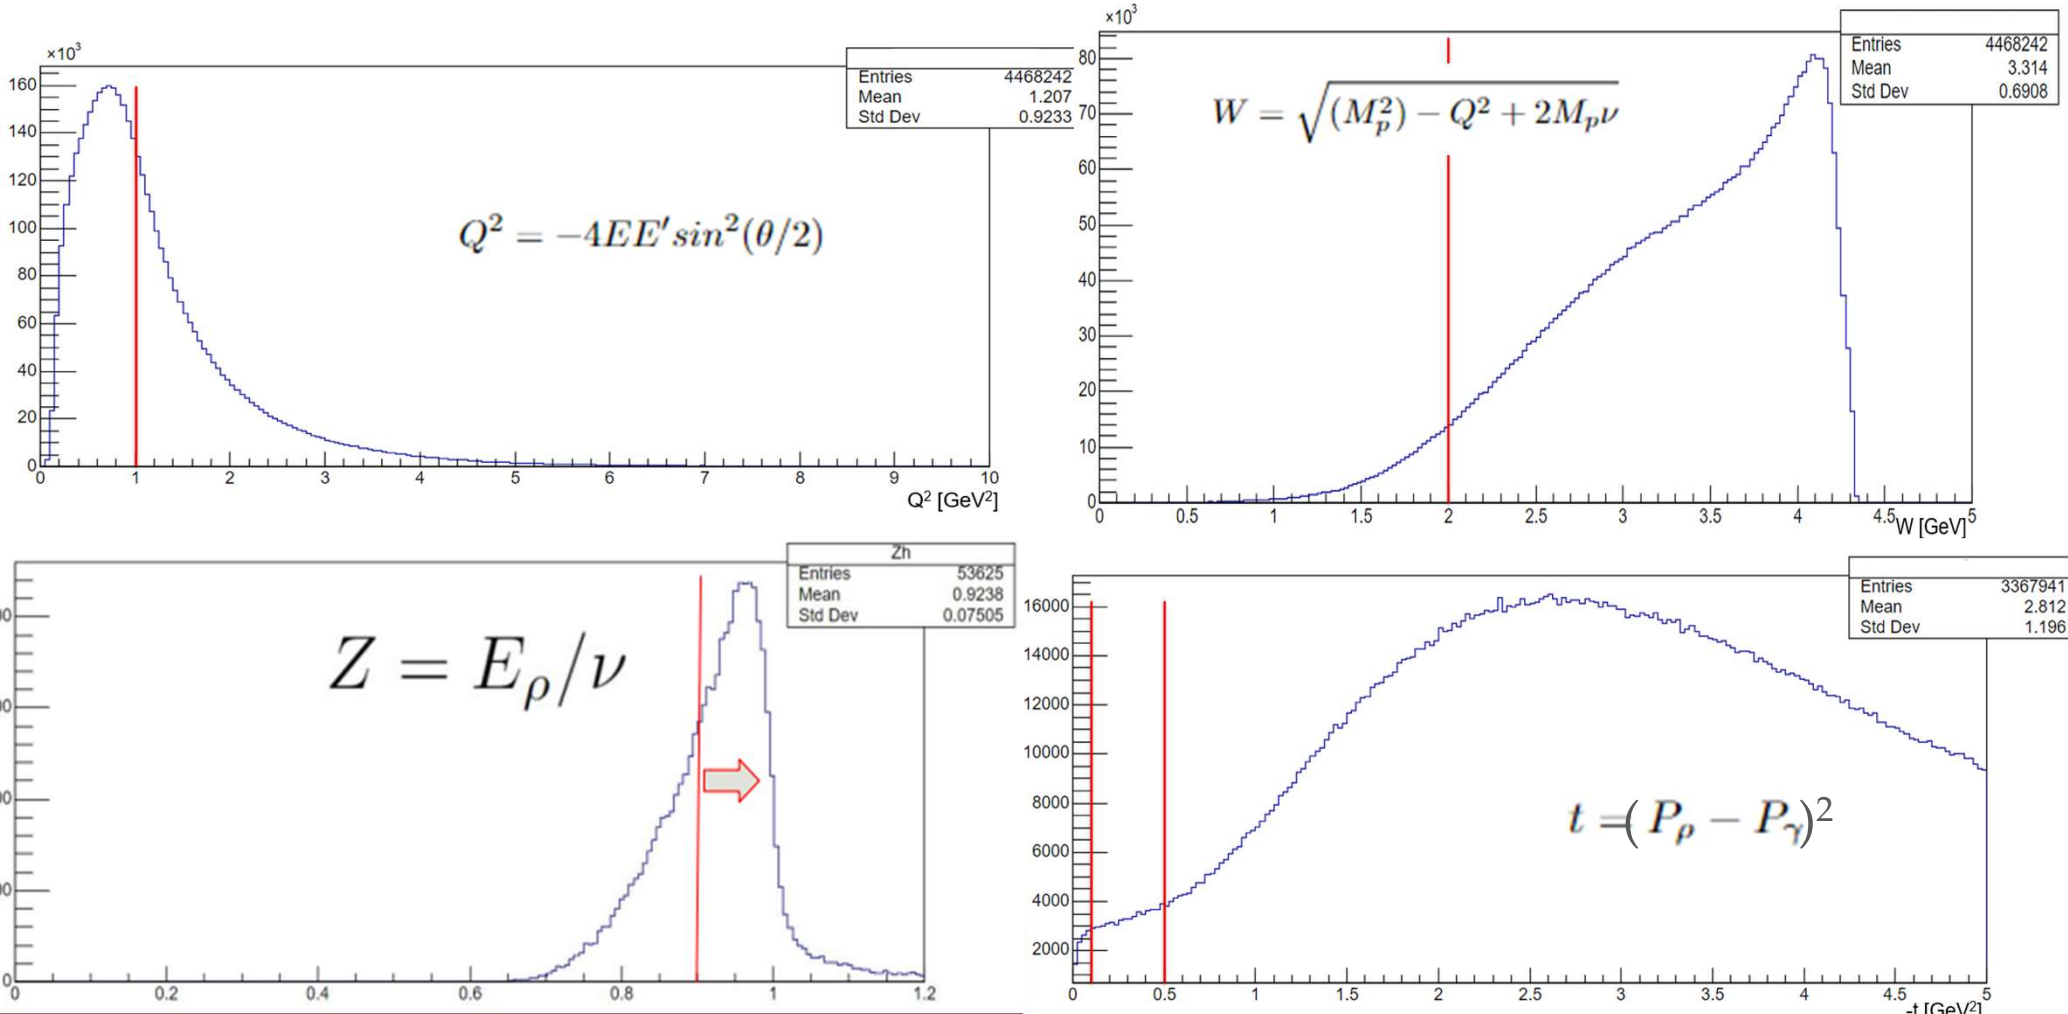 ×10³
160
140
120
100
80
60
40
20
0
0 1 2 3 4 5 6 7 8 9 10
Q² [GeV²]
Entries 4468242
Mean 1.207
Std Dev 0.9233
Q² = −4EE′sin²(θ/2)
×10³
80
70
60
50
40
30
20
10
0
0 0.5 1 1.5 2 2.5 3 3.5 4 4.5 5
W [GeV]
Entries 4468242
Mean 3.314
Std Dev 0.6908
W = √(M_p²) − Q² + 2M_pν
Zh
Entries 53625
Mean 0.9238
Std Dev 0.07505
Z = E_ρ/ν
0
0 0.2 0.4 0.6 0.8 1 1.2
16000
14000
12000
10000
8000
6000
4000
2000
0 0.5 1 1.5 2 2.5 3 3.5 4 4.5 5
-t [GeV²]
Entries 3367941
Mean 2.812
Std Dev 1.196
t =( P_ρ − P_γ)²